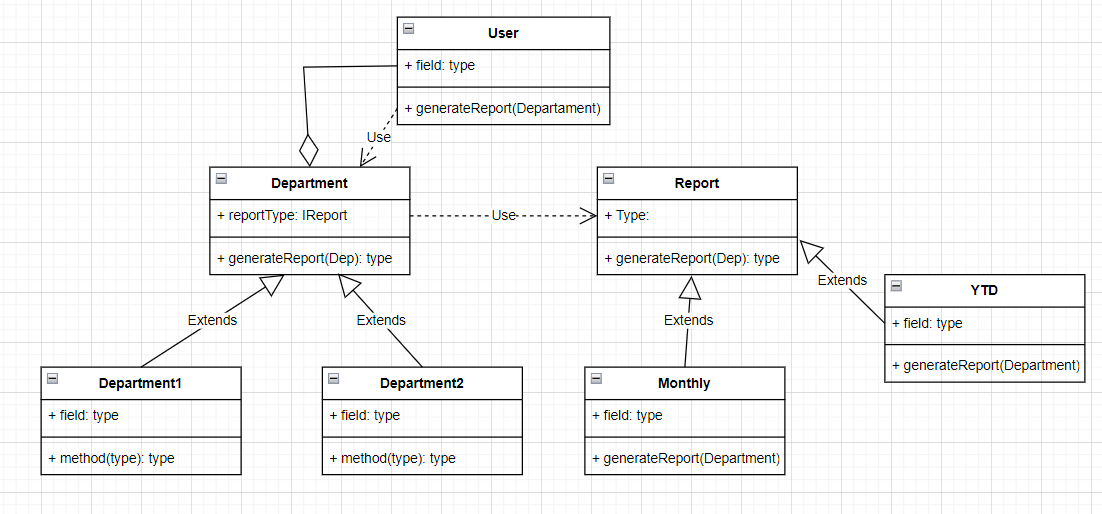 User
+ field: type
+ generateReport(Departament)
Use
Department
+ reportType: IReport
+ generateReport(Dep): type
Use
Report
+ Type:
+ generateReport(Dep): type
Extends
YTD
+ field: type
+ generateReport(Department)
Extends
Extends
Extends
Department1
+ field: type
+ method(type): type
Department2
+ field: type
+ method(type): type
Monthly
+ field: type
+ generateReport(Department)